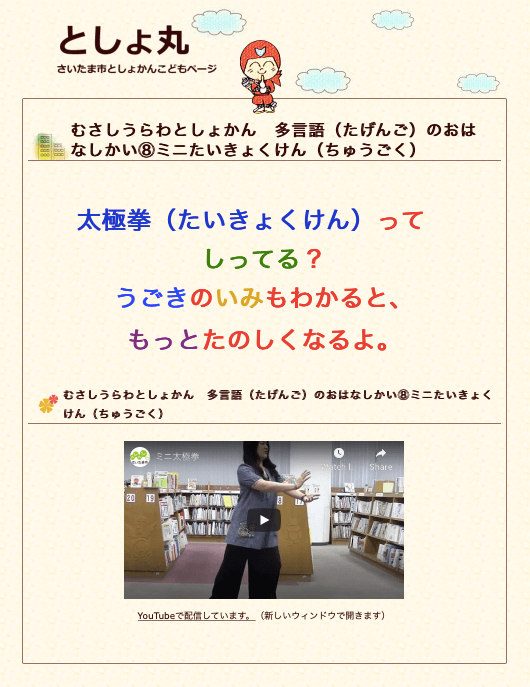 としょ丸
さいたま市としょかんこどもページ
むさしうらわとしょかん　多言語（たげんご）のおは
なしかい⑧ミニたいきょくけん（ちゅうごく）
太極拳（たいきょくけん）って
しってる？
うごきのいみもわかると、
もっとたのしくなるよ。
むさしうらわとしょかん　多言語（たげんご）のおはなしかい⑧ミニたいきょく
けん（ちゅうごく）
ミニ太極拳
Share
20 19
20 19
YouTubeで配信しています。（新しいウィンドウで開きます）